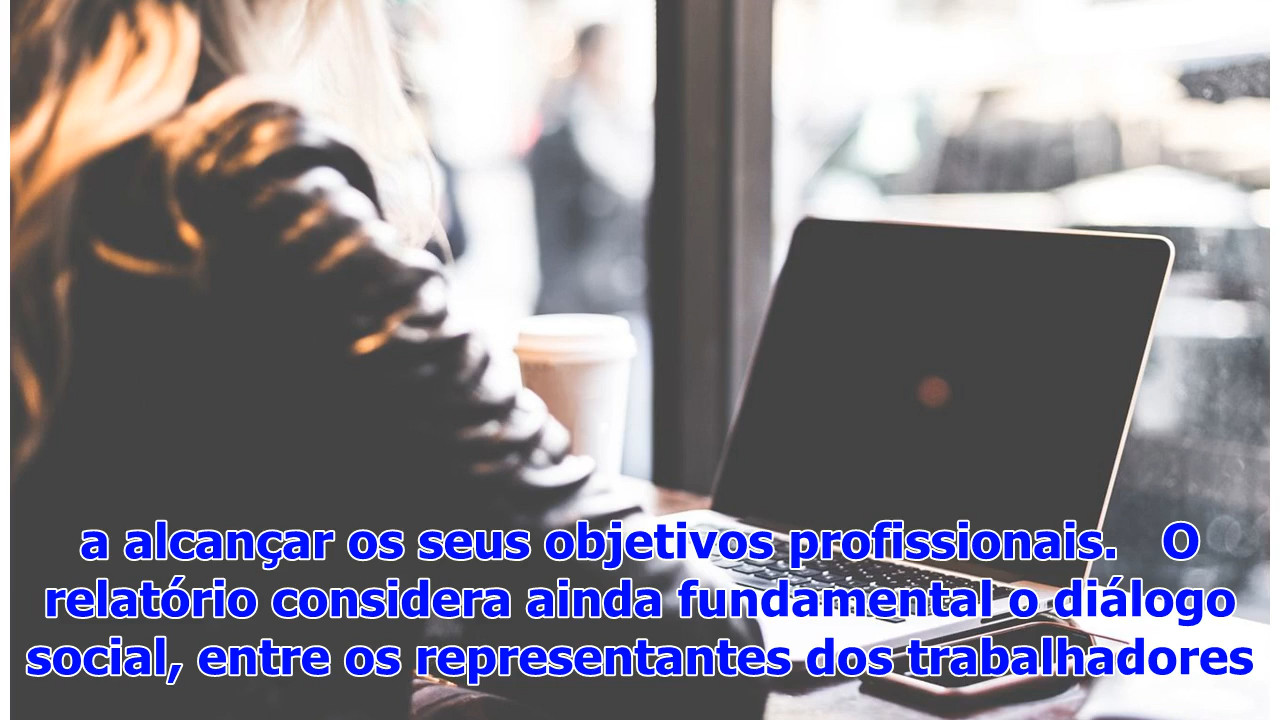 a alcançar os seus objetivos profissionais.   O
relatório considera ainda fundamental o diálogo
social, entre os representantes dos trabalhadores